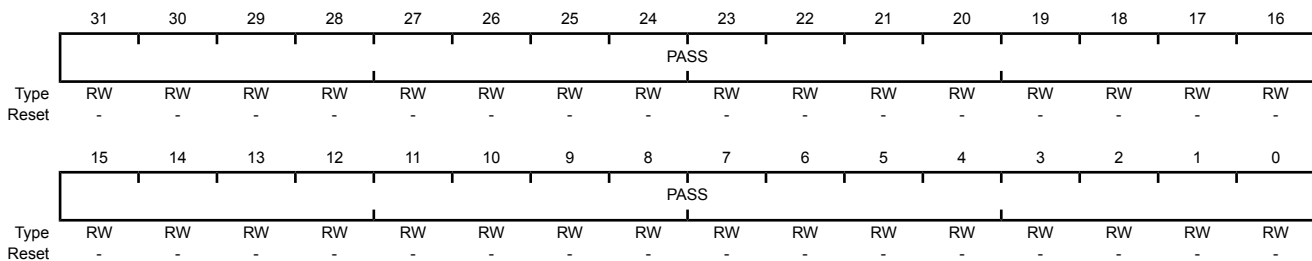 31 30 29 28 27 26 25 24 23 22 21 20 19 18 17 16
PASS
Type RW RW RW RW RW RW RW RW RW RW RW RW RW RW RW RW
Reset - - - - - - - - - - - - - - - -
15 14 13 12 11 10 9 8 7 6 5 4 3 2 1 0
PASS
Type RW RW RW RW RW RW RW RW RW RW RW RW RW RW RW RW
Reset - - - - - - - - - - - - - - - -